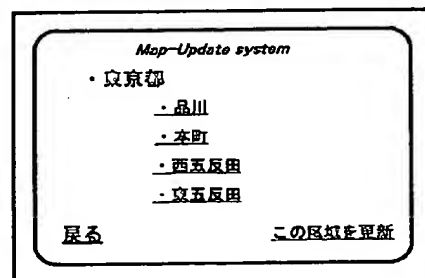 Map-Update system
・東京都
・品川
・本町
・西五反田
・東五反田
戻る
この区域を更新